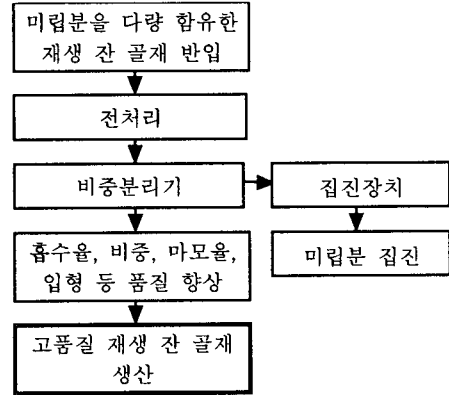 미립분을 다량 함유한
재생 잔 골재 반입
전처리
비중분리기
집진장치
흡수율, 비중, 마모율,
입형 등 품질 향상
미립분 집진
고품질 재생 잔 골재
생산